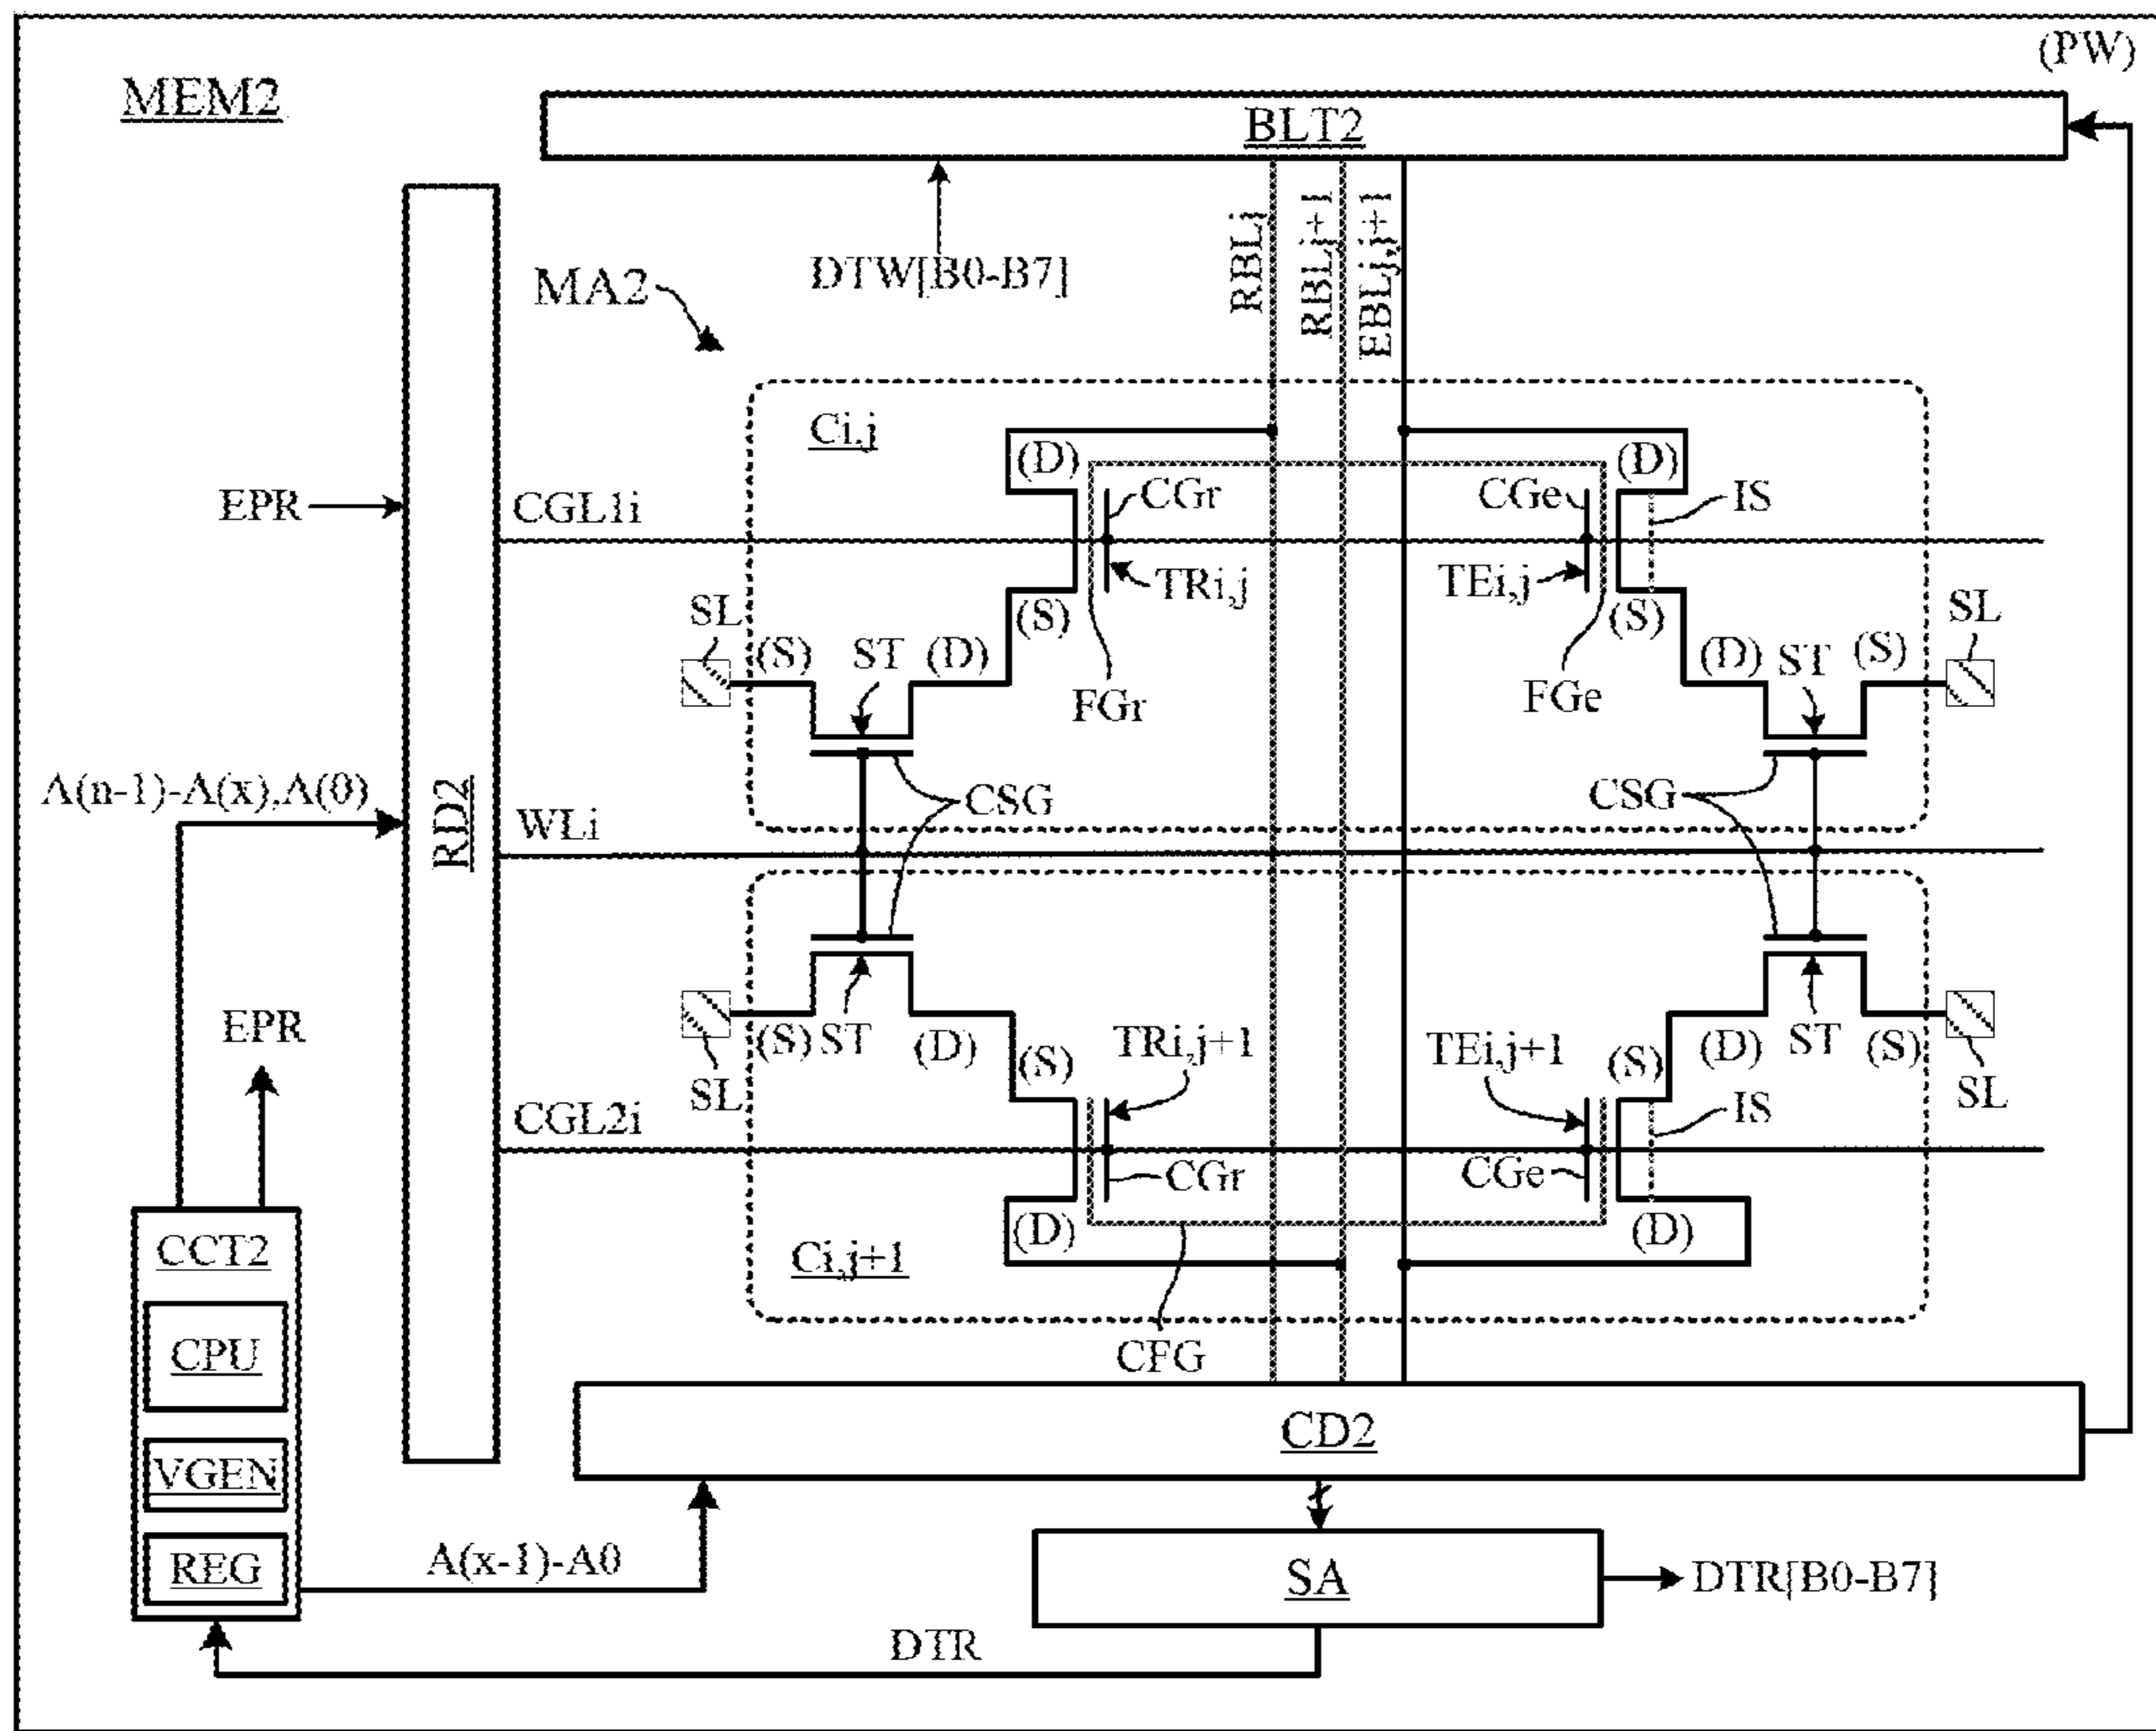 (PW)
MEM2
BLT2
DTW[B0-B7]
RBLj
RBLj+1
EBLj,j+1
MA2
Ci,j
(D)
(D)
EPR
CGL1i
CGr
CGe
IS
TRi,j
TEi,j
SL
(S)
ST
(D)
(S)
(S)
(D)
ST
(S)
SL
FGr
FGe
A(n-1)-A(x),A(0)
RD2
WLi
CSG
CSG
EPR
(S)
ST
(D)
(S)
TRi,j+1
TEi,j+1
(S)
(D)
ST
(S)
SL
SL
CGL2i
IS
CGr
CGe
(D)
(D)
CCT2
Ci,j+1
CPU
CFG
CD2
VGEN
REG
A(x-1)-A0
SA
DTR[B0-B7]
DTR